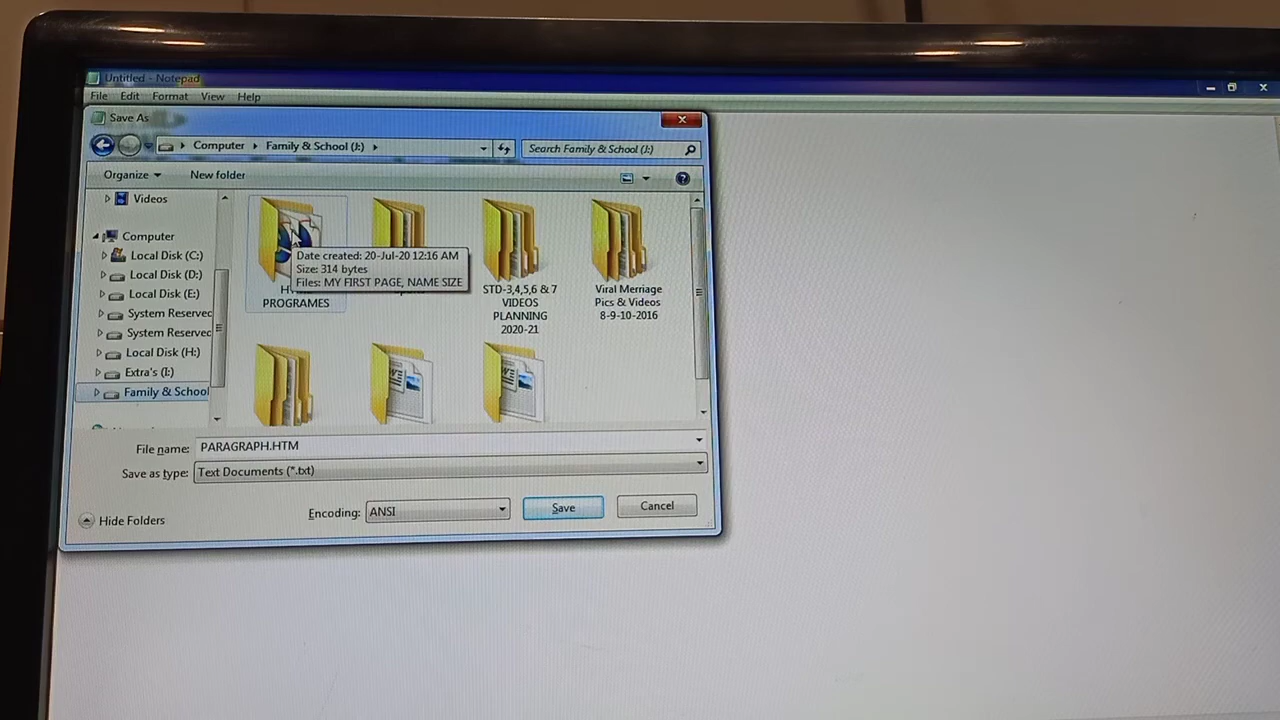 Untitled - Notepad
File Edit Format View Help
Save As
Computer Family & School (J:)
Search Family & School (J:)
Organize
New folder
Videos
Computer
Local Disk (C:)
Local Disk (D:)
Local Disk (E:)
System Reserved
System Reserved
Local Disk (H:)
Extra's (I:)
Family & School
PROGRAMES
Date created: 20-Jul-20 12:16 AM
Size: 314 bytes
Files: MY FIRST PAGE, NAME SIZE
STD-3,4,5,6 & 7
VIDEOS
PLANNING
2020-21
Viral Merriage
Pics & Videos
8-9-10-2016
File name: PARAGRAPH.HTM
Save as type: Text Documents (*.txt)
Hide Folders
Encoding: ANSI
Save
Cancel